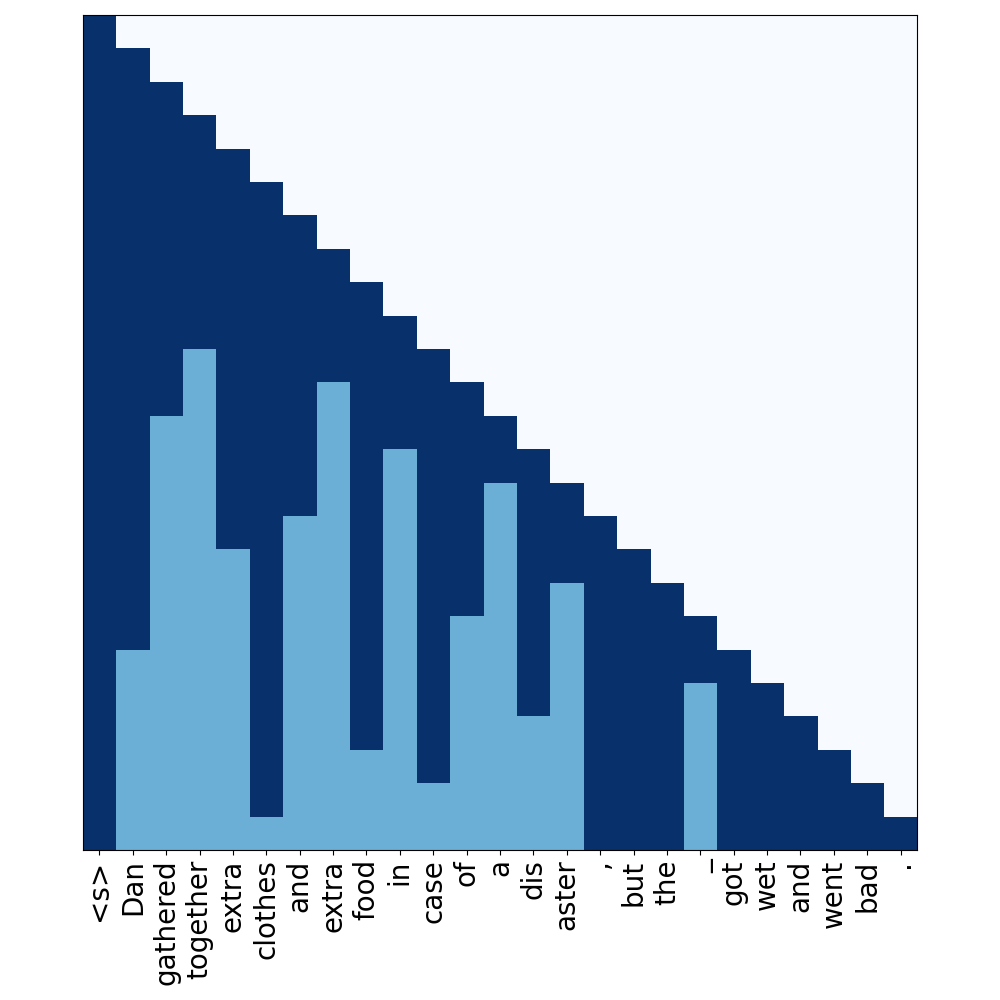 <s> Dan gathered together extra clothes and extra food in case of a dis aster , but the _ got wet and went bad .